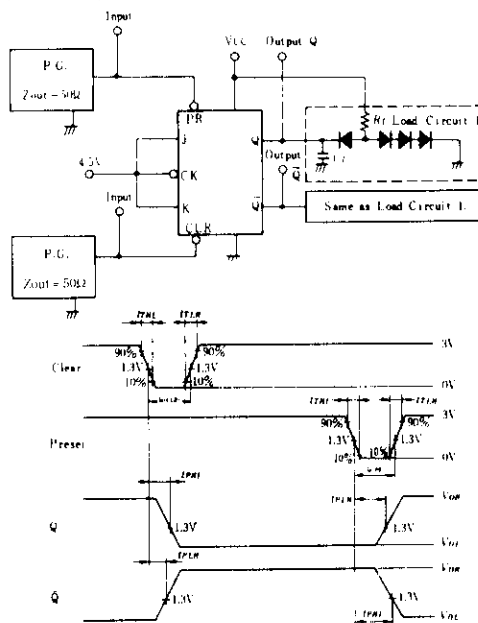 Input
VCC
Output Q
P.G.
Zout = 50Ω
PR
Rl Load Circuit 1
J
Q
4.5V
CK
Output
Q̄
Input
K
Q̄
Same as Load Circuit 1.
CLR
P.G.
Zout = 50Ω
tTHL
tTLH
90%
90%
3V
Clear
1.3V
1.3V
10%
10%
0V
tTHL
tTLH
90%
90%
3V
Preset
1.3V
1.3V
10%
10%
0V
tPHL
tPLH
VOH
Q
1.3V
1.3V
VOL
tPLH
VOH
Q̄
1.3V
1.3V
tPHL
VOL